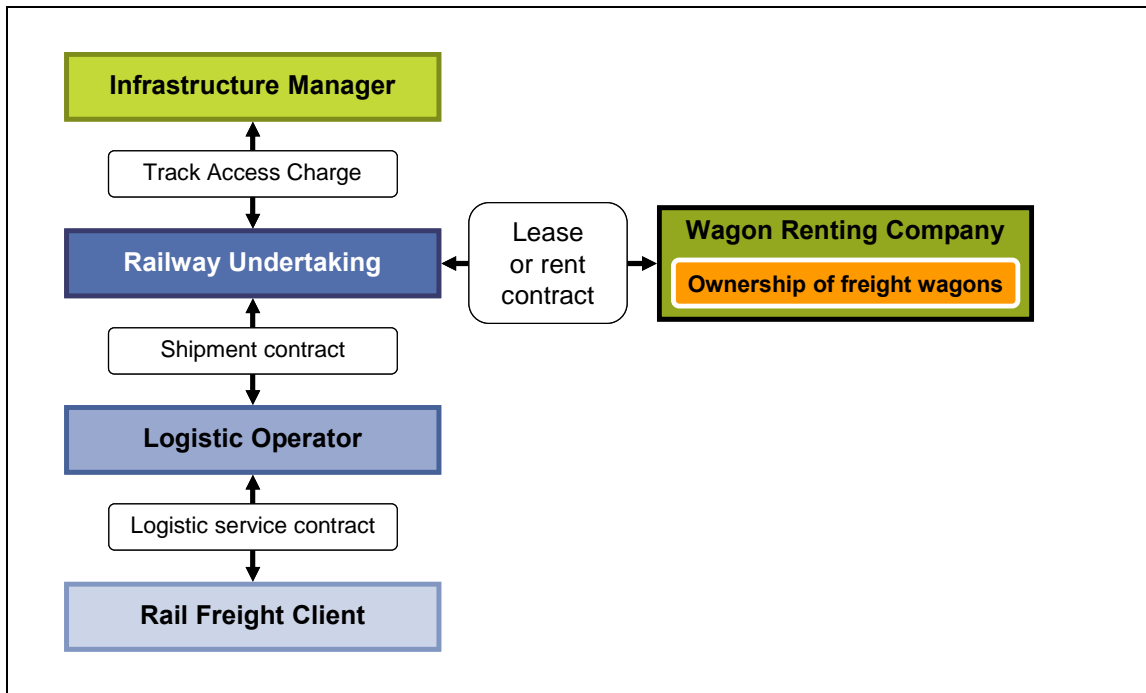 Infrastructure Manager
Track Access Charge
Railway Undertaking
Lease
or rent
contract
Wagon Renting Company
Ownership of freight wagons
Shipment contract
Logistic Operator
Logistic service contract
Rail Freight Client